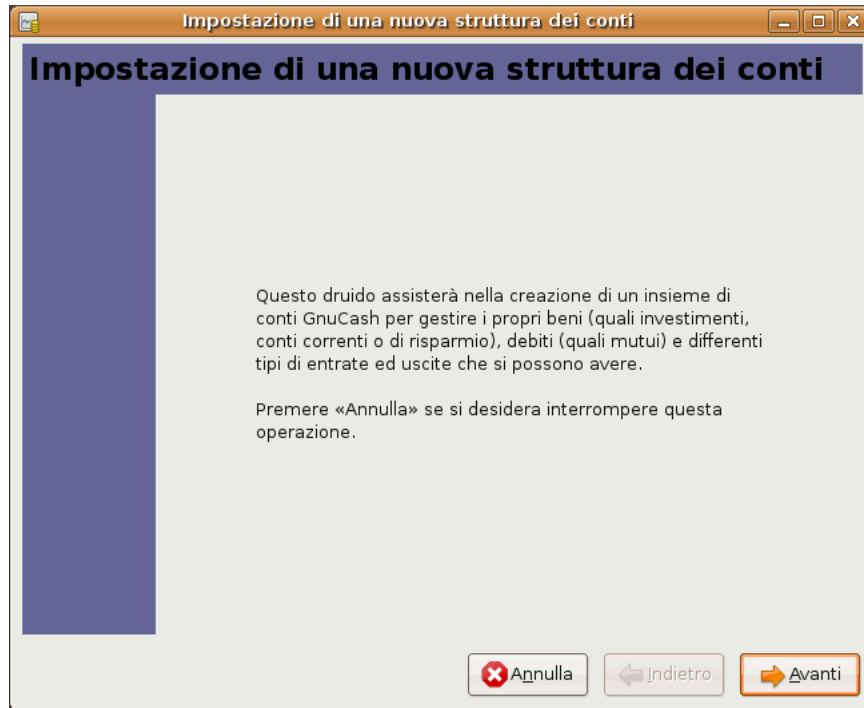 Impostazione di una nuova struttura dei conti
Impostazione di una nuova struttura dei conti
Questo druido assisterà nella creazione di un insieme di
conti GnuCash per gestire i propri beni (quali investimenti,
conti correnti o di risparmio), debiti (quali mutui) e differenti
tipi di entrate ed uscite che si possono avere.
Premere «Annulla» se si desidera interrompere questa
operazione.
Annulla
Indietro
Avanti